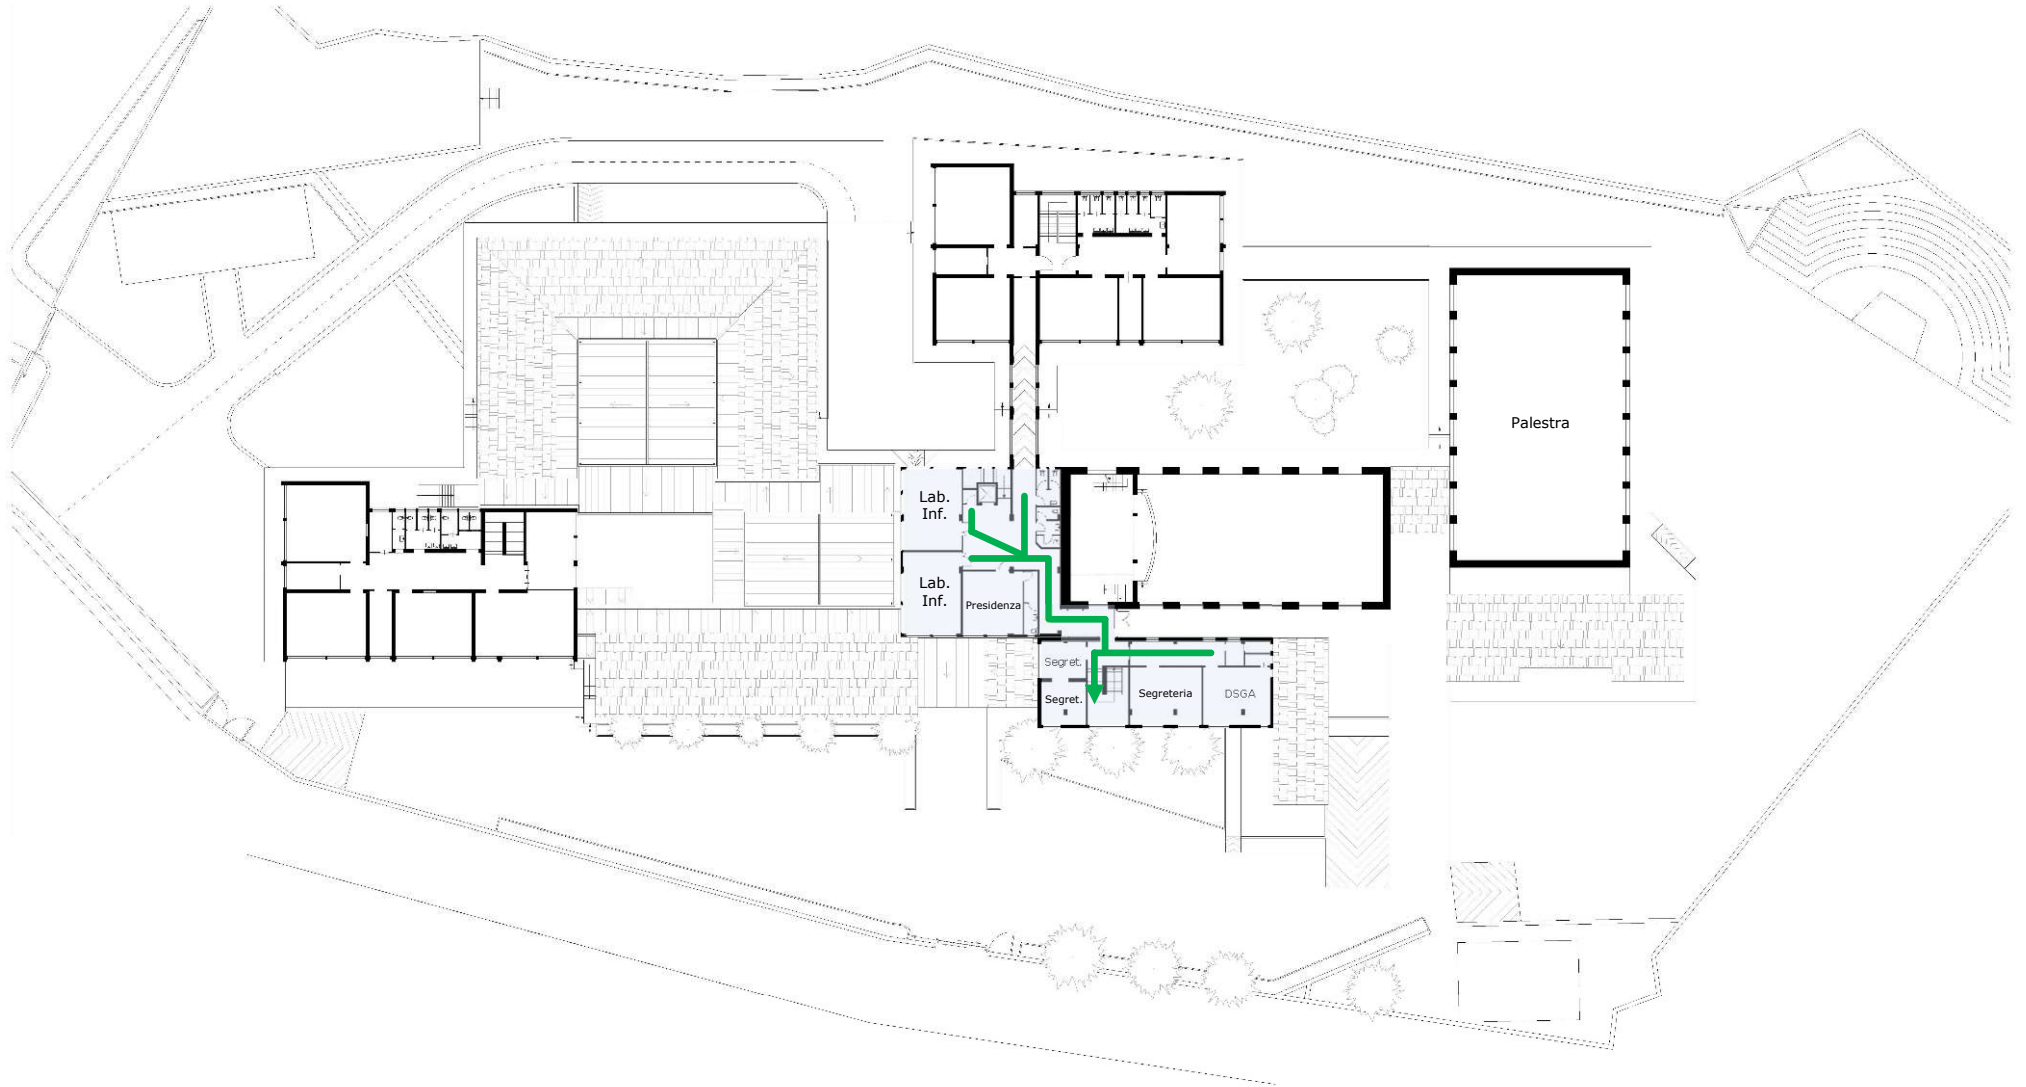 Palestra
Lab.
Inf.
Lab.
Inf.
Presidenza
Segret.
Segret.
Segreteria
DSGA